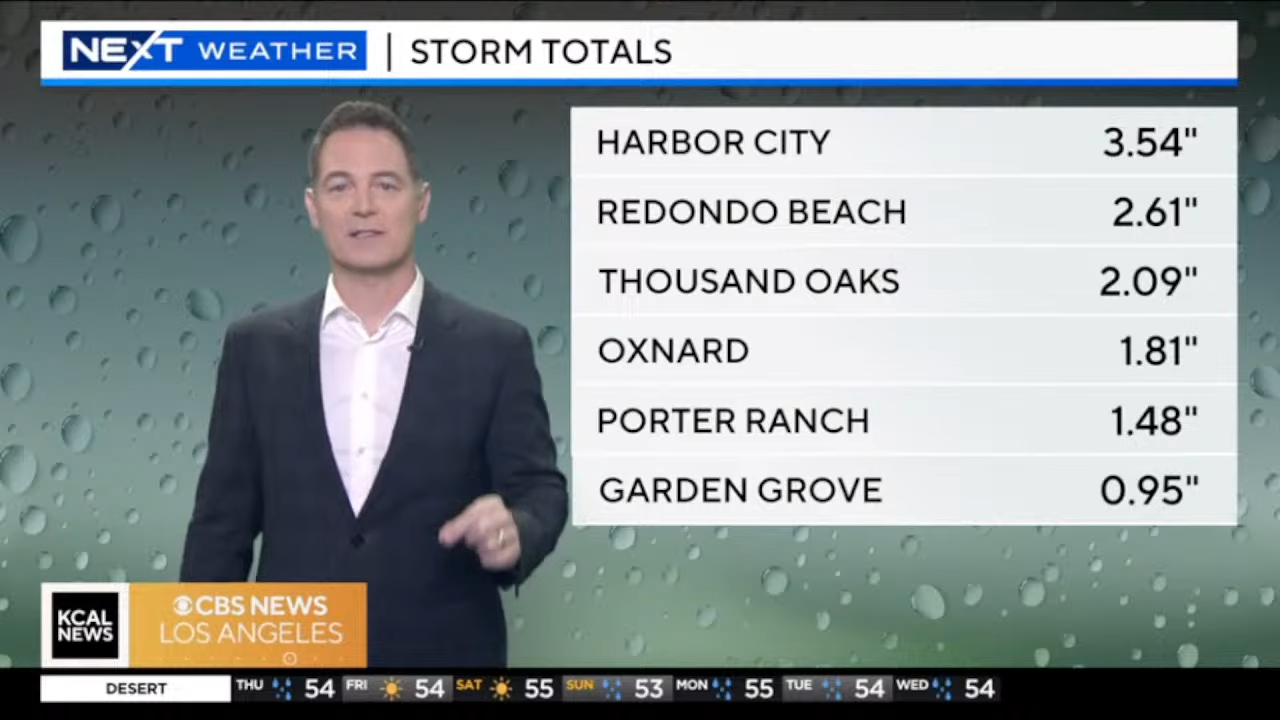 NEXT WEATHER | STORM TOTALS
HARBOR CITY 3.54"
REDONDO BEACH 2.61"
THOUSAND OAKS 2.09"
OXNARD 1.81"
PORTER RANCH 1.48"
GARDEN GROVE 0.95"
KCAL NEWS
CBS NEWS
LOS ANGELES
DESERT THU 54 FRI 54 SAT 55 SUN 53 MON 55 TUE 54 WED 54